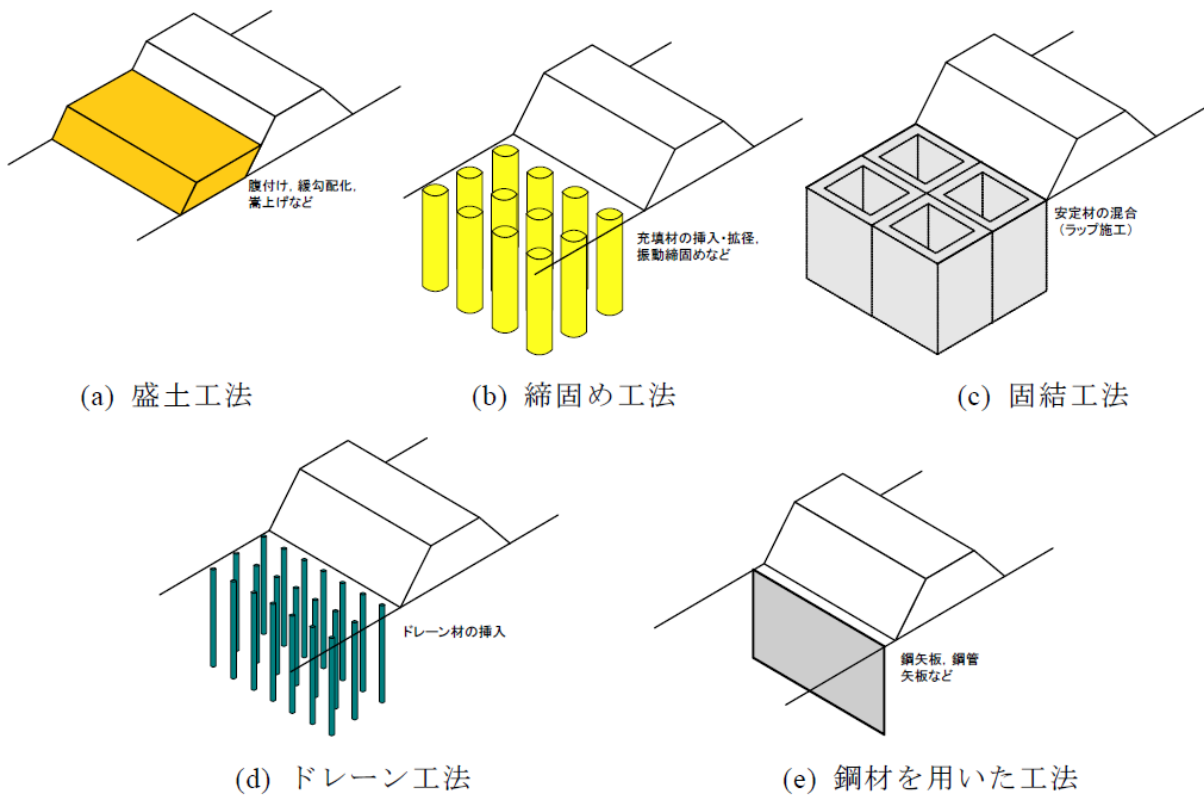 腹付け，緩勾配化，
嵩上げなど
充填材の挿入・拡径，
振動締固めなど
安定材の混合
（ラップ施工）
(a) 盛土工法
(b) 締固め工法
(c) 固結工法
ドレーン材の挿入
鋼矢板，鋼管
矢板など
(d) ドレーン工法
(e) 鋼材を用いた工法